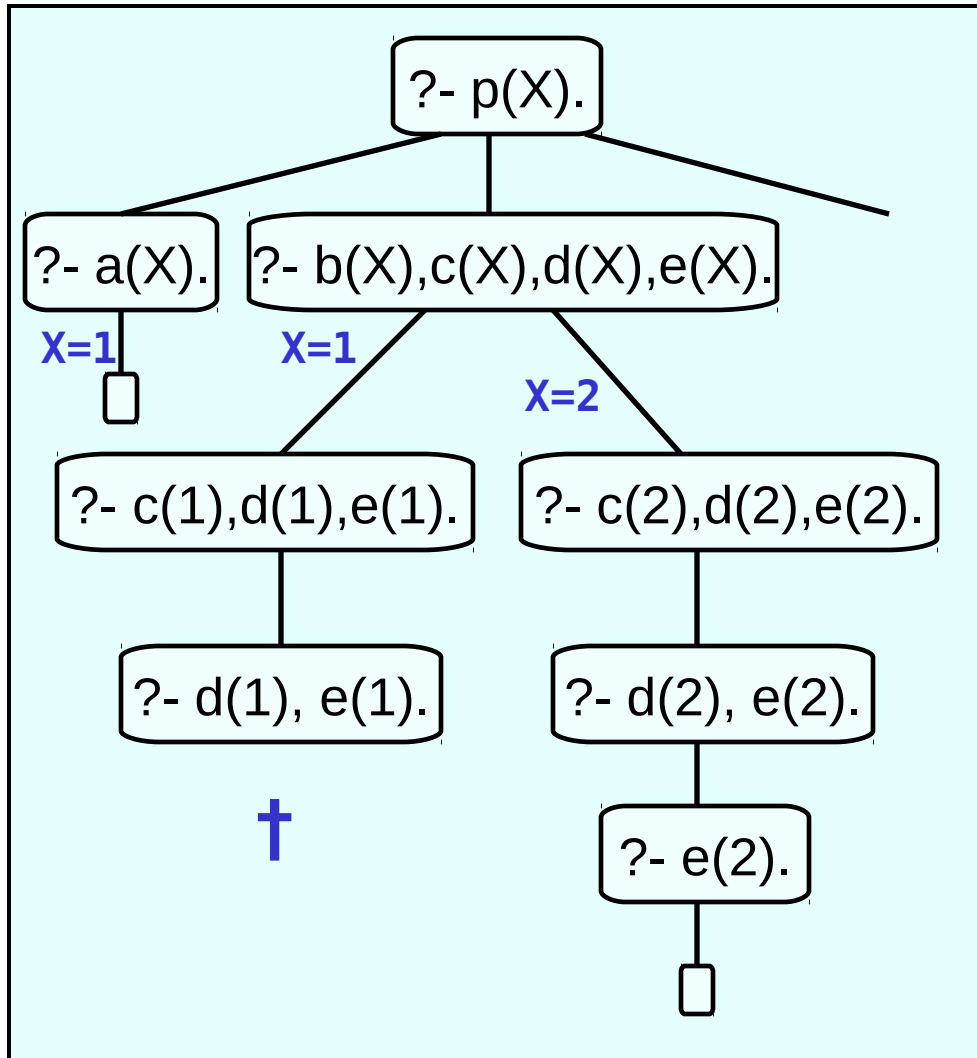 ?- p(X).
?- a(X).
?- b(X),c(X),d(X),e(X).
X=1
X=1
X=2
?- c(1),d(1),e(1).
?- c(2),d(2),e(2).
?- d(1), e(1).
?- d(2), e(2).
†
?- e(2).